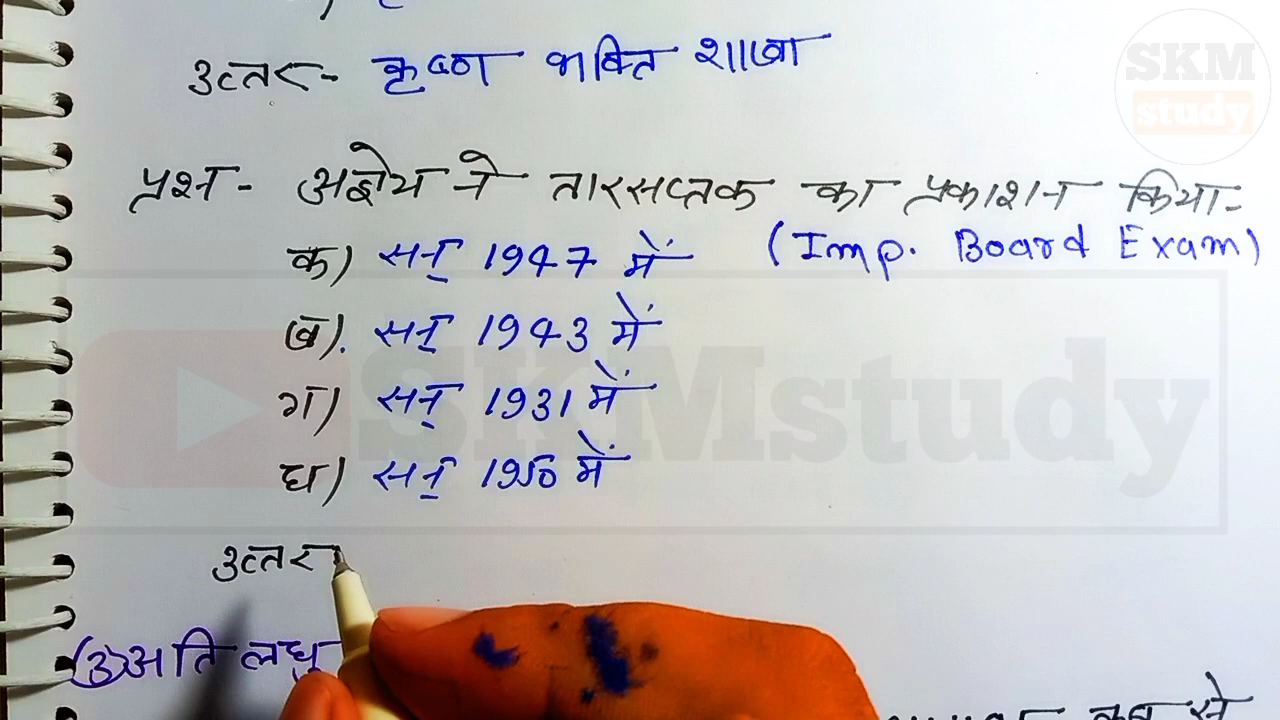 SKM
study
उत्तर- कृष्ण भक्ति शाखा
प्रश्न- अज्ञेय ने तारसप्तक का प्रकाशन किया-
(Imp. Board Exam)
क) सन् 1947 में
ख). सन् 1943 में
ग) सन् 1931 में
घ) सन् 1950 में
SKMstudy
उत्तर
अति लघु